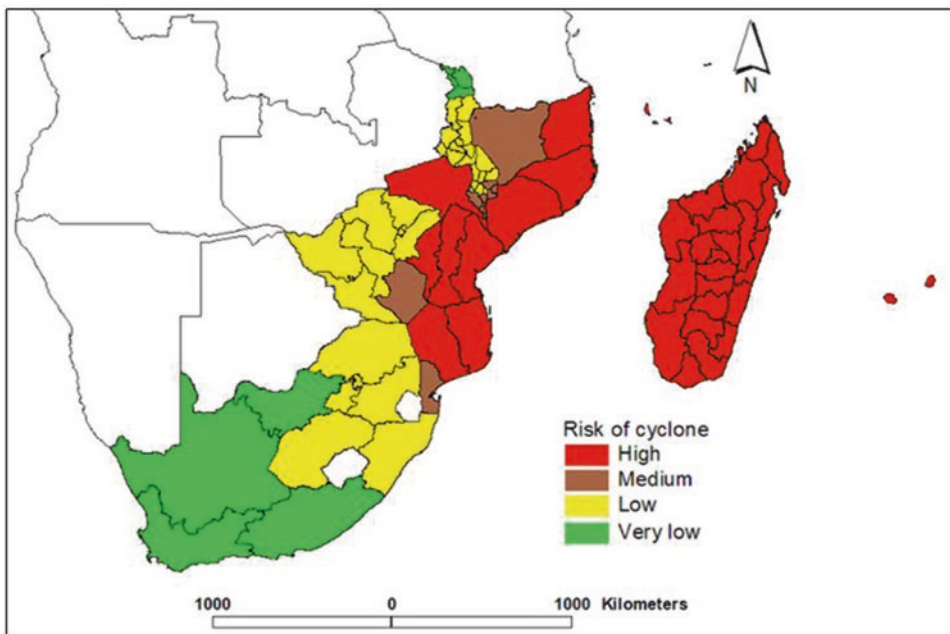 N
Risk of cyclone
High
Medium
Low
Very low
1000 0 1000 Kilometers